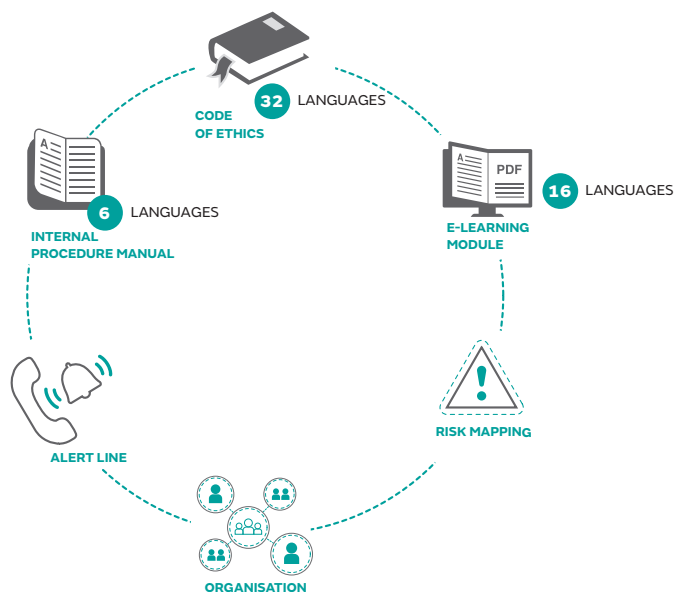 32 LANGUAGES
CODE
OF ETHICS
A
PDF
16 LANGUAGES
E-LEARNING
MODULE
A
6 LANGUAGES
INTERNAL
PROCEDURE MANUAL
RISK MAPPING
!
ALERT LINE
ORGANISATION